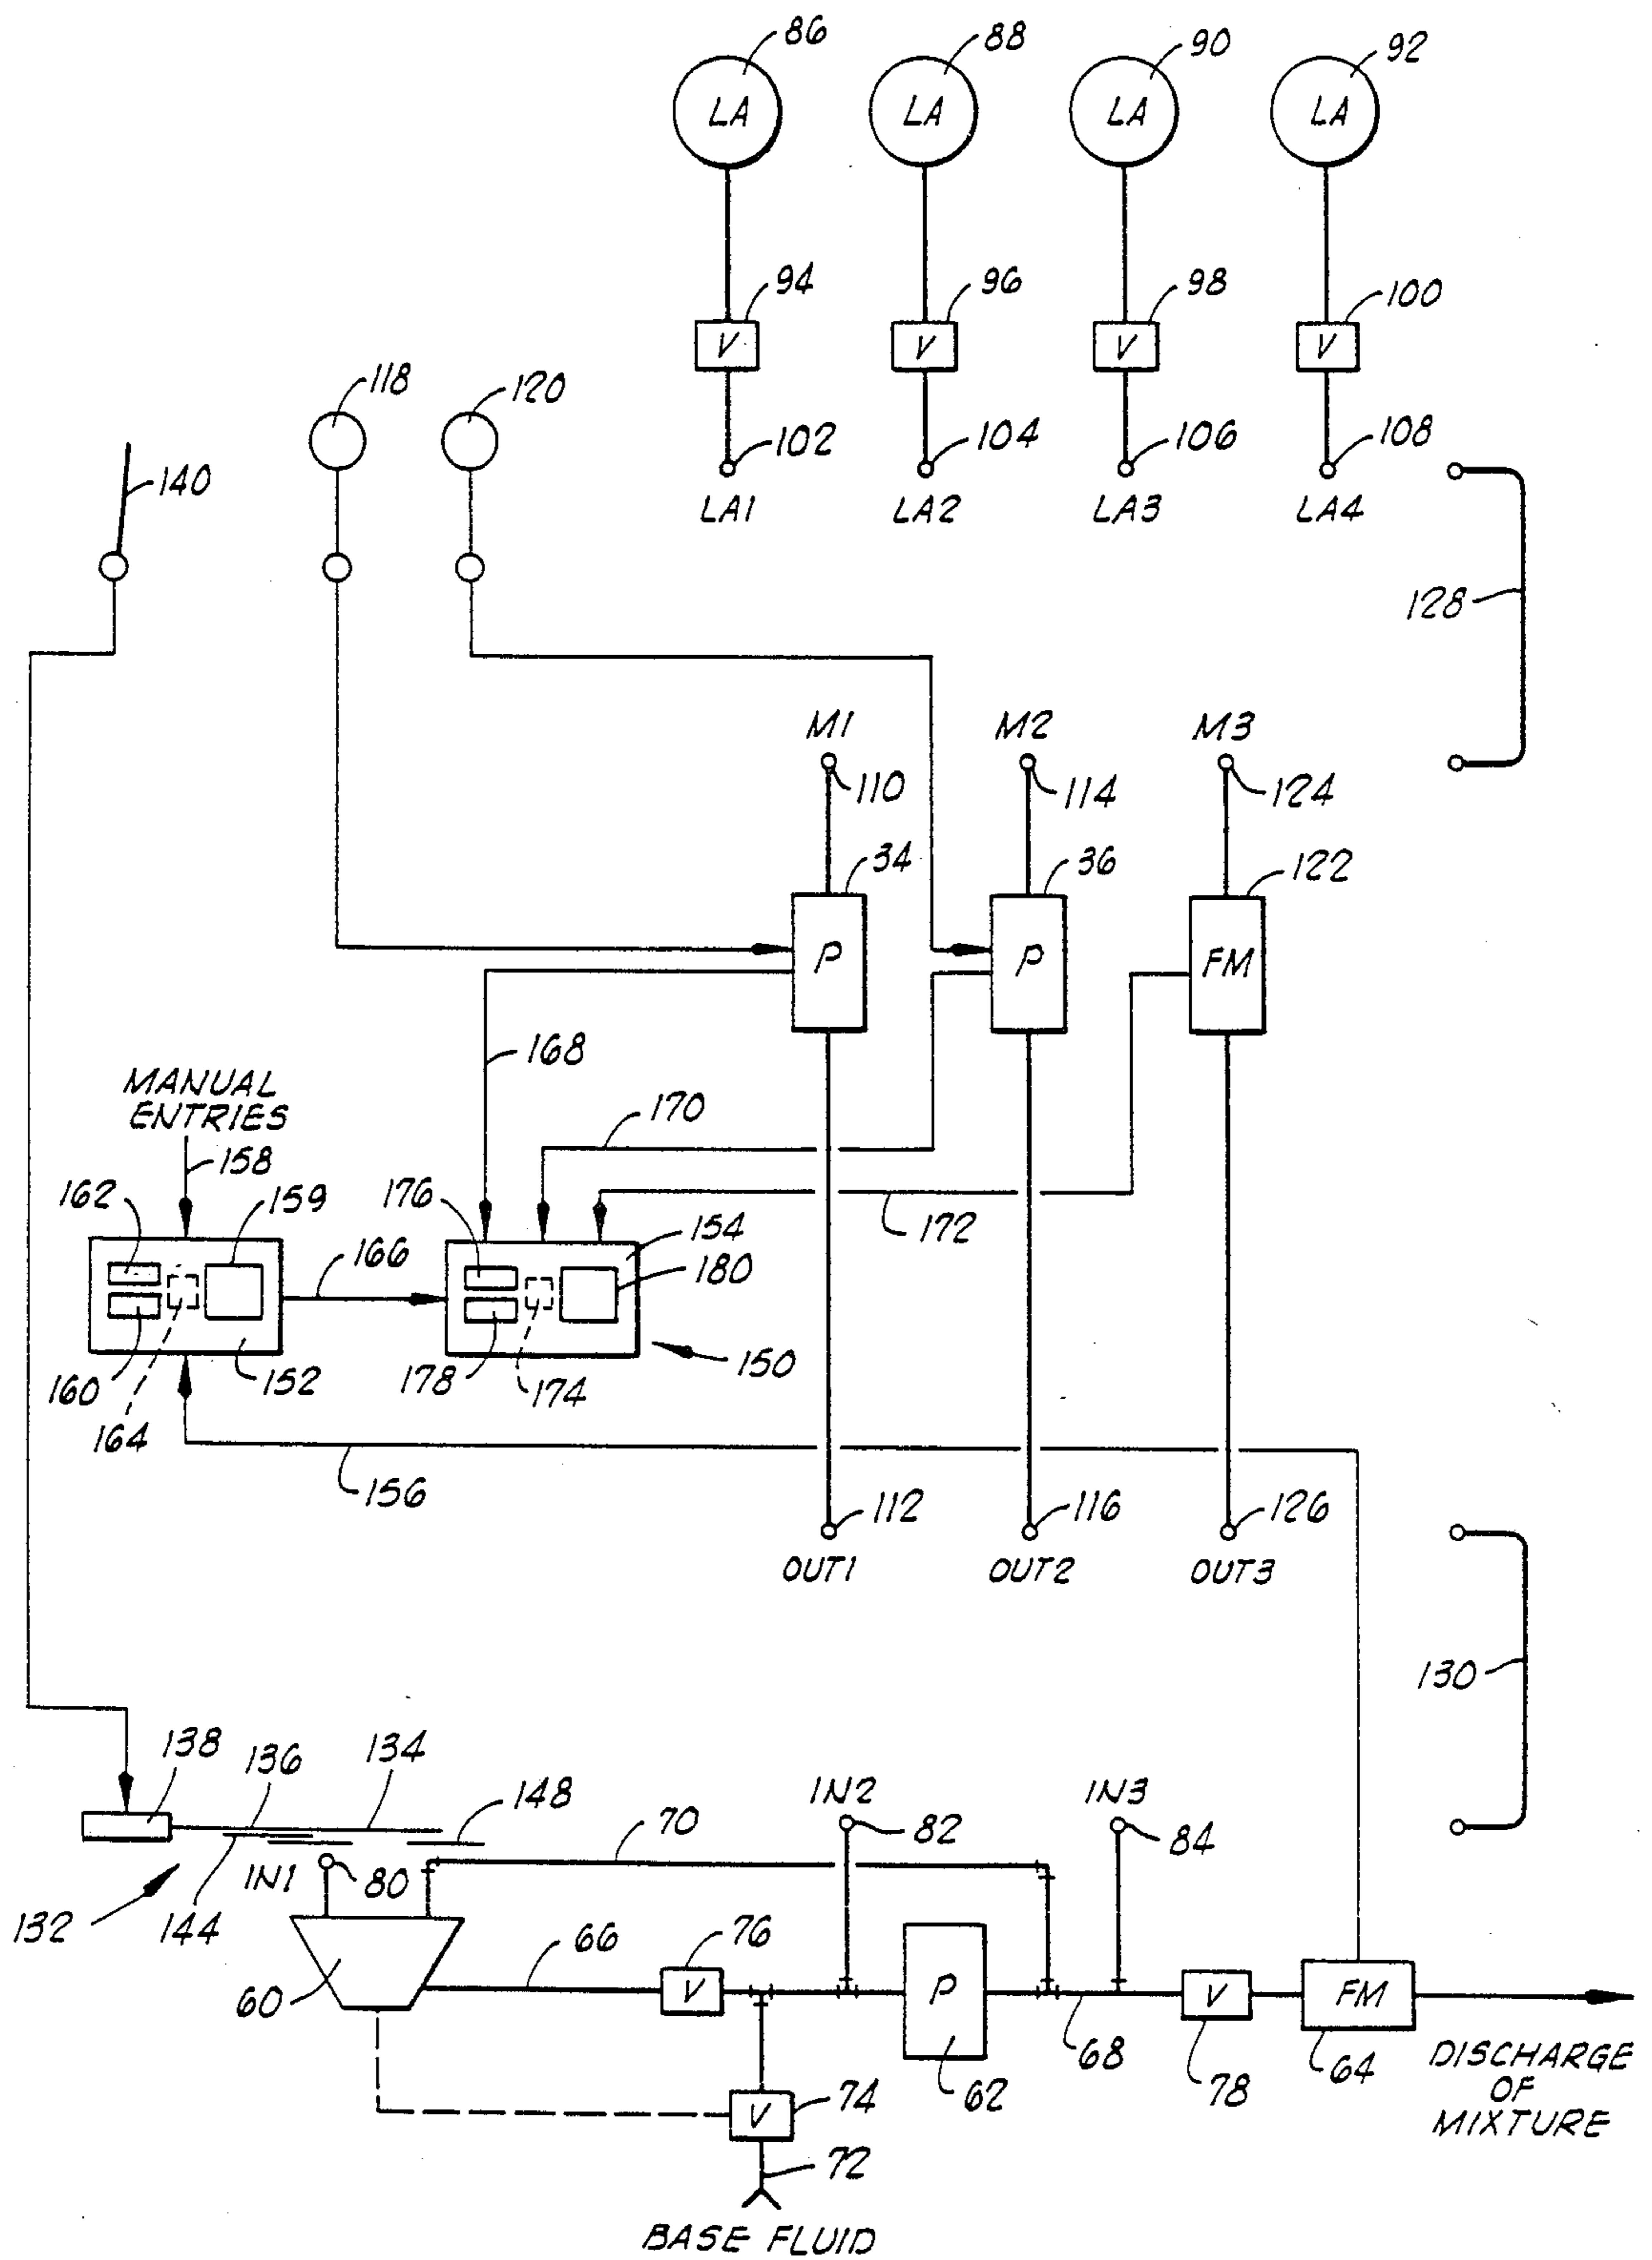 86 88 90 92
LA LA LA LA
94 96 98 100
V V V V
118 120
102 104 106 108
140
LA1 LA2 LA3 LA4
128
M1 M2 M3
110 114 124
34 36 122
P P FM
168
MANUAL
ENTRIES
170
158
162 159 176 154 172
166 180
160 152 178 174 150
164
156
112 116 126
OUT1 OUT2 OUT3
130
138 136 134 148 IN2 IN3
70 82 84
IN1 80
132 144
66 76
60 V P V FM
62 68 78 64
DISCHARGE
OF
MIXTURE
V 74
72
BASE FLUID